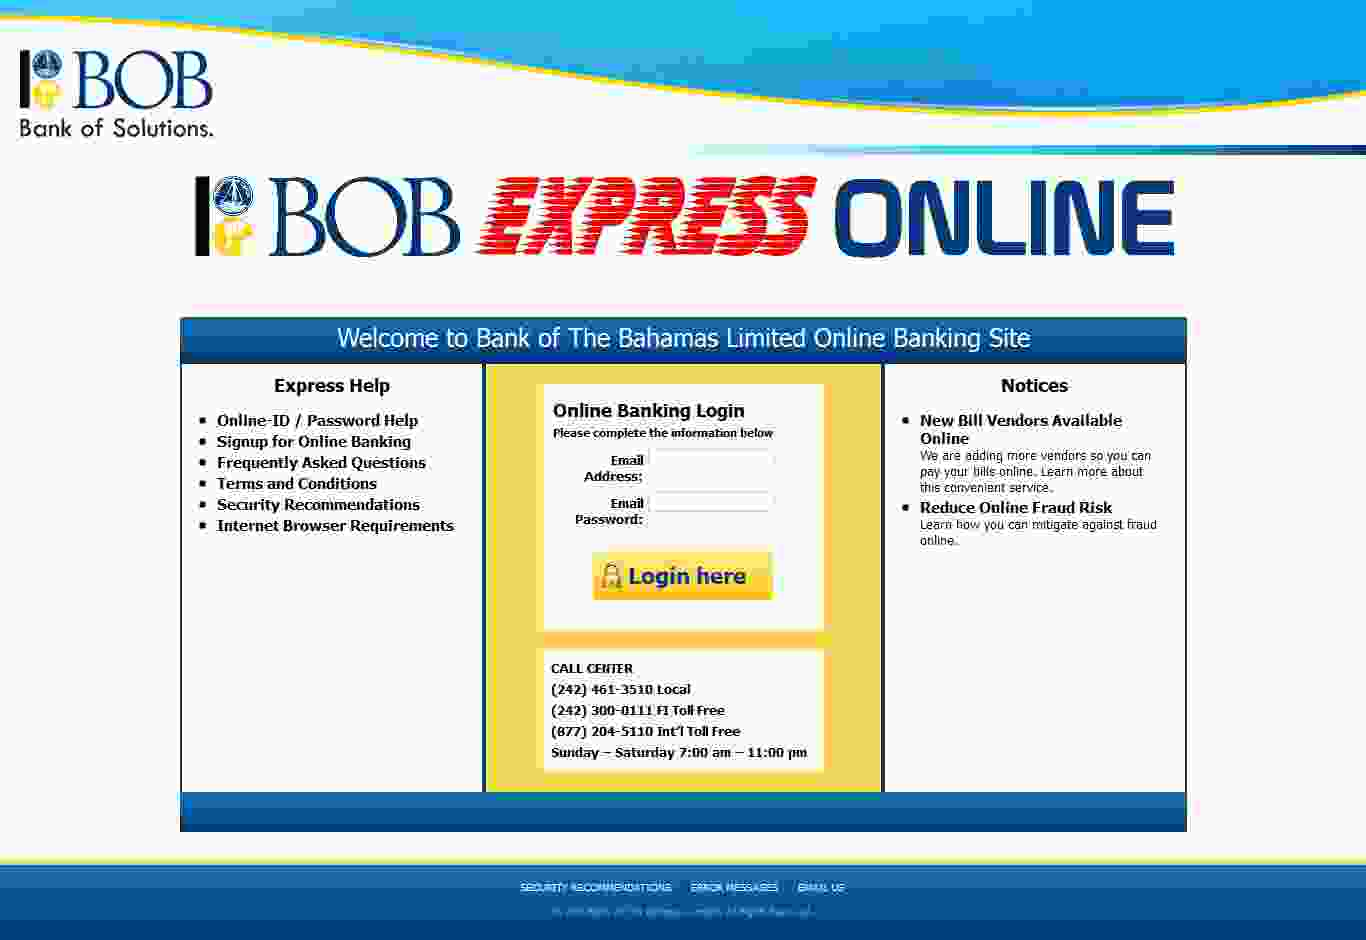 BOB
Bank of Solutions.
BOB EXPRESS ONLINE
Welcome to Bank of The Bahamas Limited Online Banking Site
Express Help
Online-ID / Password Help
Signup for Online Banking
Frequently Asked Questions
Terms and Conditions
Security Recommendations
Internet Browser Requirements
Online Banking Login
Please complete the information below
Email
Address:
Email
Password:
Login here
CALL CENTER
(242) 461-3510 Local
(242) 300-0111 FI Toll Free
(877) 204-5110 Int'l Toll Free
Sunday – Saturday 7:00 am – 11:00 pm
Notices
New Bill Vendors Available
Online
We are adding more vendors so you can
pay your bills online. Learn more about
this convenient service.
Reduce Online Fraud Risk
Learn how you can mitigate against fraud
online.
SECURITY RECOMMENDATIONS
ERROR MESSAGES
EMAIL US